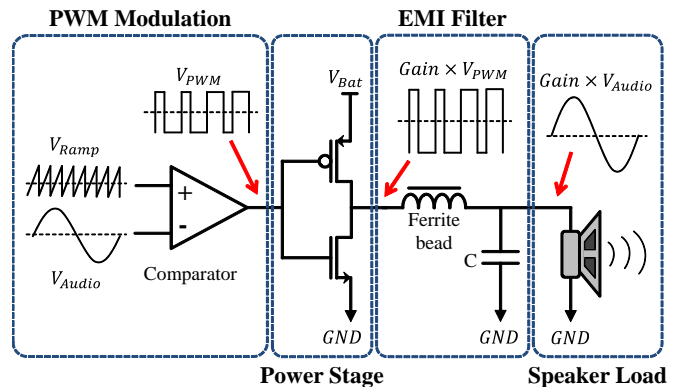 PWM Modulation
EMI Filter
V_PWM
V_Bat
Gain × V_PWM
Gain × V_Audio
V_Ramp
+
-
V_Audio
Comparator
Ferrite
bead
C
GND
GND
GND
Power Stage
Speaker Load